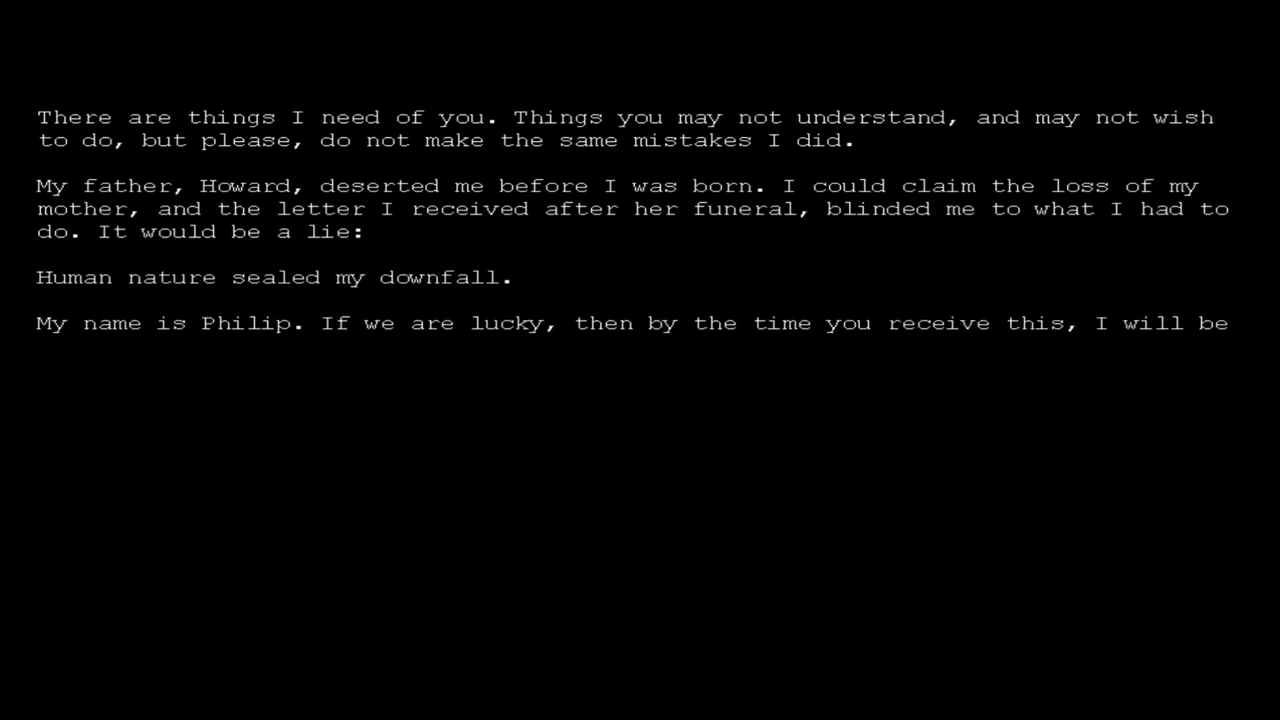 There are things I need of you. Things you may not understand, and may not wish
to do, but please, do not make the same mistakes I did.
My father, Howard, deserted me before I was born. I could claim the loss of my
mother, and the letter I received after her funeral, blinded me to what I had to
do. It would be a lie:
Human nature sealed my downfall.
My name is Philip. If we are lucky, then by the time you receive this, I will be